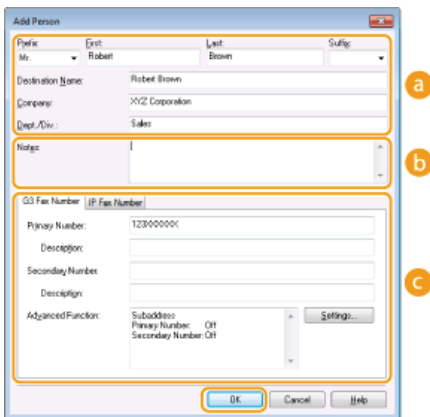 Add Person
Prefix: First: Last: Suffix:
Mr. Robert Brown
Destination Name: Robert Brown
Company: XYZ Corporation
Dept./Div.: Sales
a
Notes:
b
G3 Fax Number IP Fax Number
Primary Number: 123XXXXXX
Description:
Secondary Number:
Description:
Advanced Function: Subaddress
Primary Number: Off
Secondary Number: Off
Settings...
c
OK Cancel Help